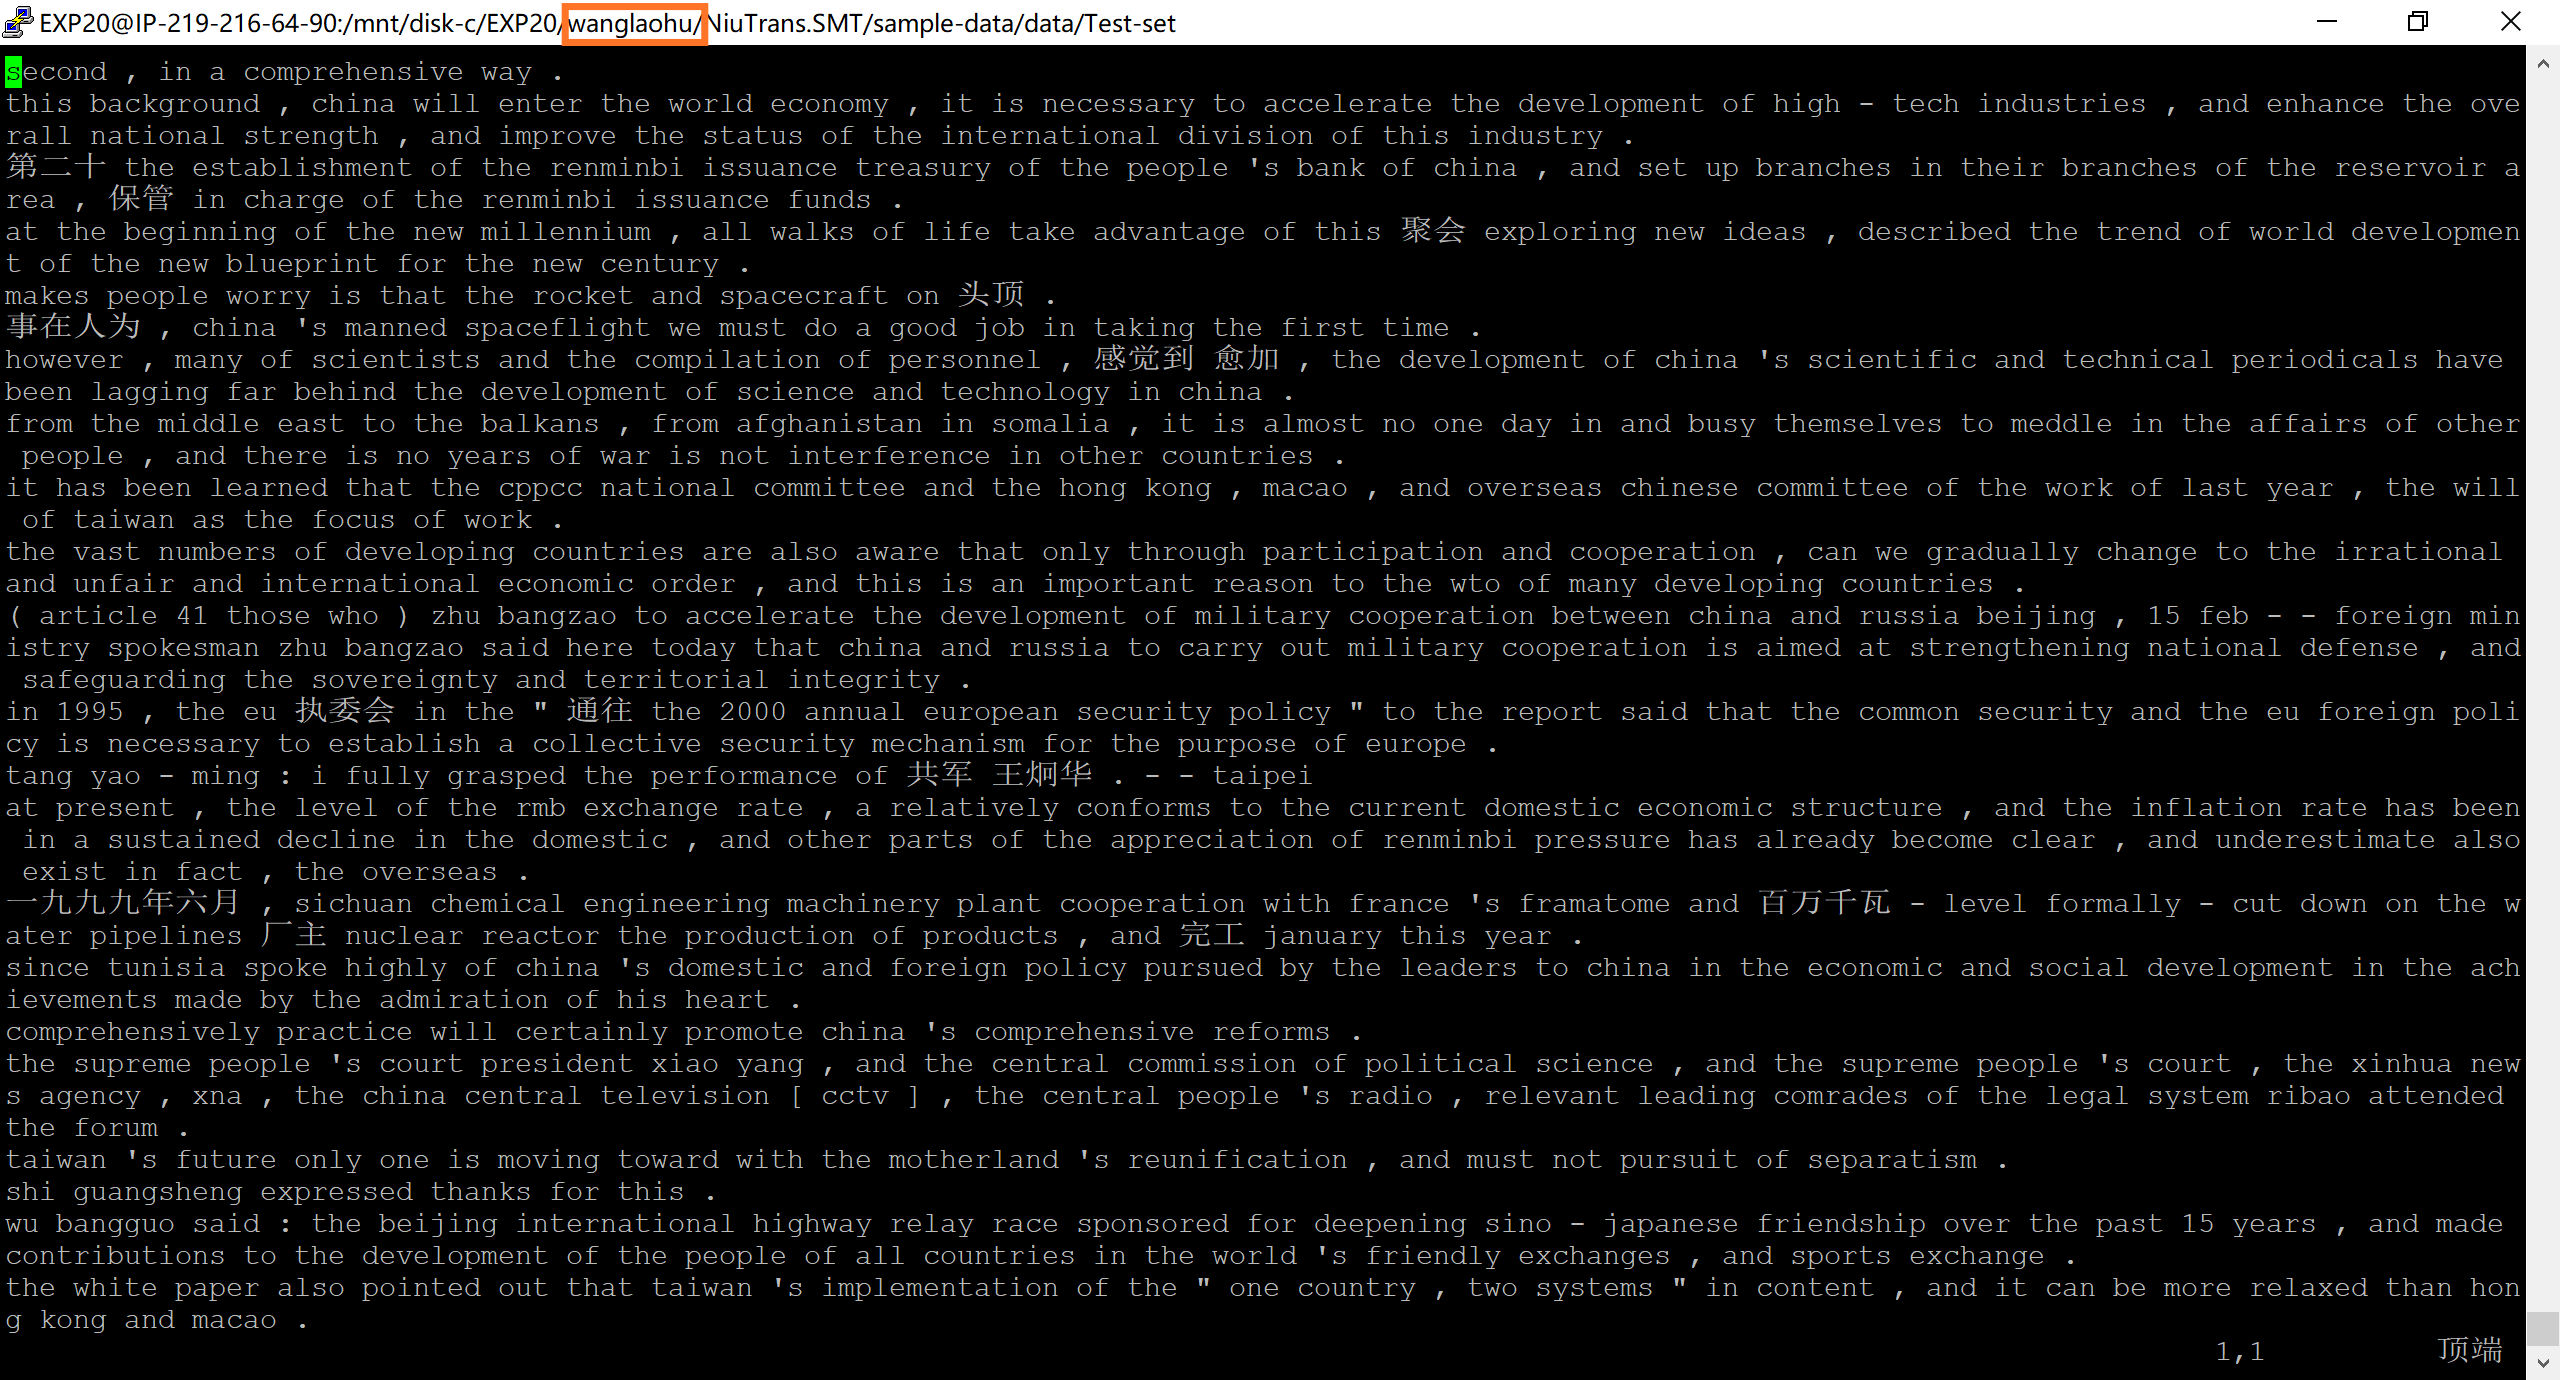 EXP20@IP-219-216-64-90:/mnt/disk-c/EXP20/wanglaohu/NiuTrans.SMT/sample-data/data/Test-set
second , in a comprehensive way .
this background , china will enter the world economy , it is necessary to accelerate the development of high - tech industries , and enhance the ove
rall national strength , and improve the status of the international division of this industry .
第二十 the establishment of the renminbi issuance treasury of the people 's bank of china , and set up branches in their branches of the reservoir a
rea , 保管 in charge of the renminbi issuance funds .
at the beginning of the new millennium , all walks of life take advantage of this 聚会 exploring new ideas , described the trend of world developmen
t of the new blueprint for the new century .
makes people worry is that the rocket and spacecraft on 头顶 .
事在人为 , china 's manned spaceflight we must do a good job in taking the first time .
however , many of scientists and the compilation of personnel , 感觉到 愈加 , the development of china 's scientific and technical periodicals have
been lagging far behind the development of science and technology in china .
from the middle east to the balkans , from afghanistan in somalia , it is almost no one day in and busy themselves to meddle in the affairs of other
people , and there is no years of war is not interference in other countries .
it has been learned that the cppcc national committee and the hong kong , macao , and overseas chinese committee of the work of last year , the will
of taiwan as the focus of work .
the vast numbers of developing countries are also aware that only through participation and cooperation , can we gradually change to the irrational
and unfair and international economic order , and this is an important reason to the wto of many developing countries .
( article 41 those who ) zhu bangzao to accelerate the development of military cooperation between china and russia beijing , 15 feb - - foreign min
istry spokesman zhu bangzao said here today that china and russia to carry out military cooperation is aimed at strengthening national defense , and
safeguarding the sovereignty and territorial integrity .
in 1995 , the eu 执委会 in the " 通往 the 2000 annual european security policy " to the report said that the common security and the eu foreign poli
cy is necessary to establish a collective security mechanism for the purpose of europe .
tang yao - ming : i fully grasped the performance of 共军 王炯华 . - - taipei
at present , the level of the rmb exchange rate , a relatively conforms to the current domestic economic structure , and the inflation rate has been
in a sustained decline in the domestic , and other parts of the appreciation of renminbi pressure has already become clear , and underestimate also
exist in fact , the overseas .
一九九九年六月 , sichuan chemical engineering machinery plant cooperation with france 's framatome and 百万千瓦 - level formally - cut down on the w
ater pipelines 厂主 nuclear reactor the production of products , and 完工 january this year .
since tunisia spoke highly of china 's domestic and foreign policy pursued by the leaders to china in the economic and social development in the ach
ievements made by the admiration of his heart .
comprehensively practice will certainly promote china 's comprehensive reforms .
the supreme people 's court president xiao yang , and the central commission of political science , and the supreme people 's court , the xinhua new
s agency , xna , the china central television [ cctv ] , the central people 's radio , relevant leading comrades of the legal system ribao attended
the forum .
taiwan 's future only one is moving toward with the motherland 's reunification , and must not pursuit of separatism .
shi guangsheng expressed thanks for this .
wu bangguo said : the beijing international highway relay race sponsored for deepening sino - japanese friendship over the past 15 years , and made
contributions to the development of the people of all countries in the world 's friendly exchanges , and sports exchange .
the white paper also pointed out that taiwan 's implementation of the " one country , two systems " in content , and it can be more relaxed than hon
g kong and macao .
1,1 顶端